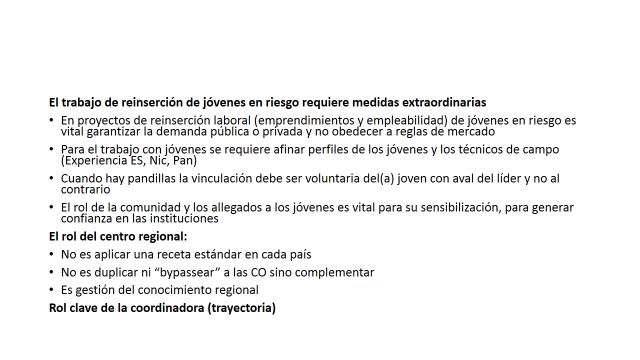 El trabajo de reinserción de jóvenes en riesgo requiere medidas extraordinarias
• En proyectos de reinserción laboral (emprendimientos y empleabilidad) de jóvenes en riesgo es
vital garantizar la demanda pública o privada y no obedecer a reglas de mercado
• Para el trabajo con jóvenes se requiere afinar perfiles de los jóvenes y los técnicos de campo
(Experiencia ES, Nic, Pan)
• Cuando hay pandillas la vinculación debe ser voluntaria del(a) joven con aval del líder y no al
contrario
• El rol de la comunidad y los allegados a los jóvenes es vital para su sensibilización, para generar
confianza en las instituciones
El rol del centro regional:
• No es aplicar una receta estándar en cada país
• No es duplicar ni “bypassear” a las CO sino complementar
• Es gestión del conocimiento regional
Rol clave de la coordinadora (trayectoria)